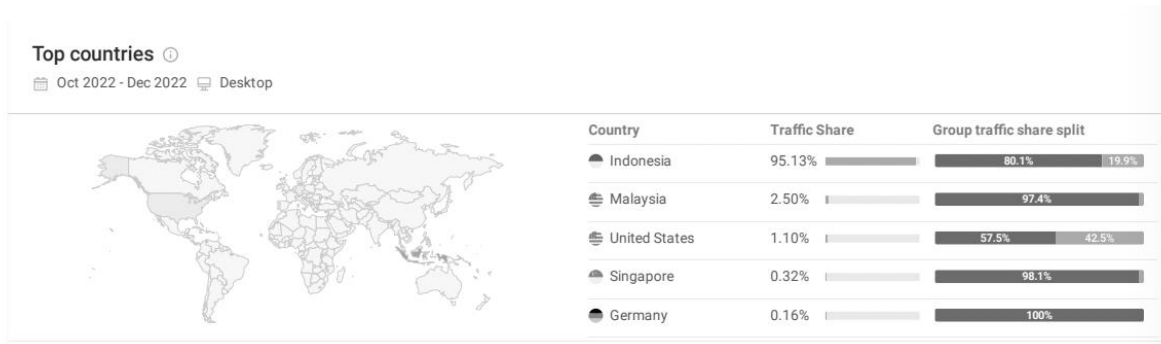 Top countries
Oct 2022 - Dec 2022 Desktop
Country Traffic Share Group traffic share split
Indonesia 95.13% 80.1% 19.9%
Malaysia 2.50% 97.4%
United States 1.10% 57.5% 42.5%
Singapore 0.32% 98.1%
Germany 0.16% 100%